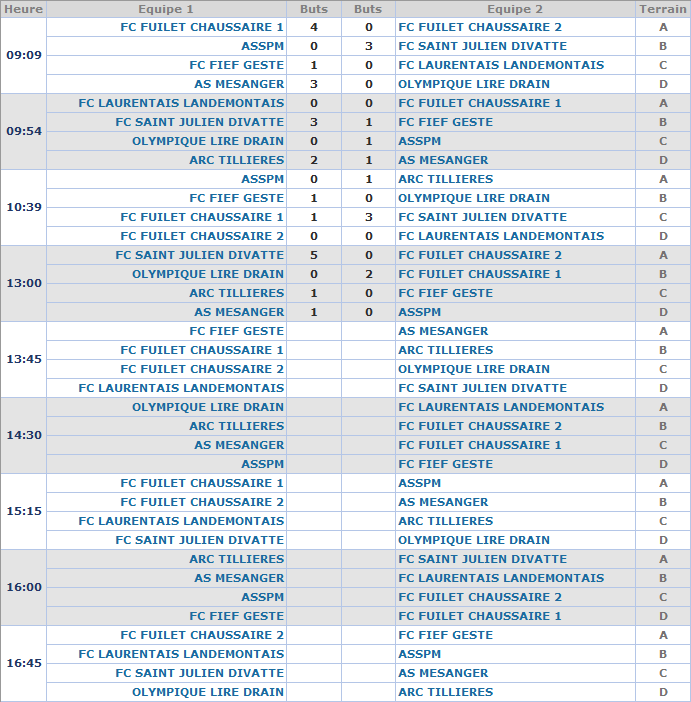 Heure Equipe 1 Buts Buts Equipe 2 Terrain
09:09
FC FUILET CHAUSSAIRE 1 4 0 FC FUILET CHAUSSAIRE 2 A
ASSPM 0 3 FC SAINT JULIEN DIVATTE B
FC FIEF GESTE 1 0 FC LAURENTAIS LANDEMONTAIS C
AS MESANGER 3 0 OLYMPIQUE LIRE DRAIN D
09:54
FC LAURENTAIS LANDEMONTAIS 0 0 FC FUILET CHAUSSAIRE 1 A
FC SAINT JULIEN DIVATTE 3 1 FC FIEF GESTE B
OLYMPIQUE LIRE DRAIN 0 1 ASSPM C
ARC TILLIERES 2 1 AS MESANGER D
10:39
ASSPM 0 1 ARC TILLIERES A
FC FIEF GESTE 1 0 OLYMPIQUE LIRE DRAIN B
FC FUILET CHAUSSAIRE 1 1 3 FC SAINT JULIEN DIVATTE C
FC FUILET CHAUSSAIRE 2 0 0 FC LAURENTAIS LANDEMONTAIS D
13:00
FC SAINT JULIEN DIVATTE 5 0 FC FUILET CHAUSSAIRE 2 A
OLYMPIQUE LIRE DRAIN 0 2 FC FUILET CHAUSSAIRE 1 B
ARC TILLIERES 1 0 FC FIEF GESTE C
AS MESANGER 1 0 ASSPM D
13:45
FC FIEF GESTE AS MESANGER A
FC FUILET CHAUSSAIRE 1 ARC TILLIERES B
FC FUILET CHAUSSAIRE 2 OLYMPIQUE LIRE DRAIN C
FC LAURENTAIS LANDEMONTAIS FC SAINT JULIEN DIVATTE D
14:30
OLYMPIQUE LIRE DRAIN FC LAURENTAIS LANDEMONTAIS A
ARC TILLIERES FC FUILET CHAUSSAIRE 2 B
AS MESANGER FC FUILET CHAUSSAIRE 1 C
ASSPM FC FIEF GESTE D
15:15
FC FUILET CHAUSSAIRE 1 ASSPM A
FC FUILET CHAUSSAIRE 2 AS MESANGER B
FC LAURENTAIS LANDEMONTAIS ARC TILLIERES C
FC SAINT JULIEN DIVATTE OLYMPIQUE LIRE DRAIN D
16:00
ARC TILLIERES FC SAINT JULIEN DIVATTE A
AS MESANGER FC LAURENTAIS LANDEMONTAIS B
ASSPM FC FUILET CHAUSSAIRE 2 C
FC FIEF GESTE FC FUILET CHAUSSAIRE 1 D
16:45
FC FUILET CHAUSSAIRE 2 FC FIEF GESTE A
FC LAURENTAIS LANDEMONTAIS ASSPM B
FC SAINT JULIEN DIVATTE AS MESANGER C
OLYMPIQUE LIRE DRAIN ARC TILLIERES D